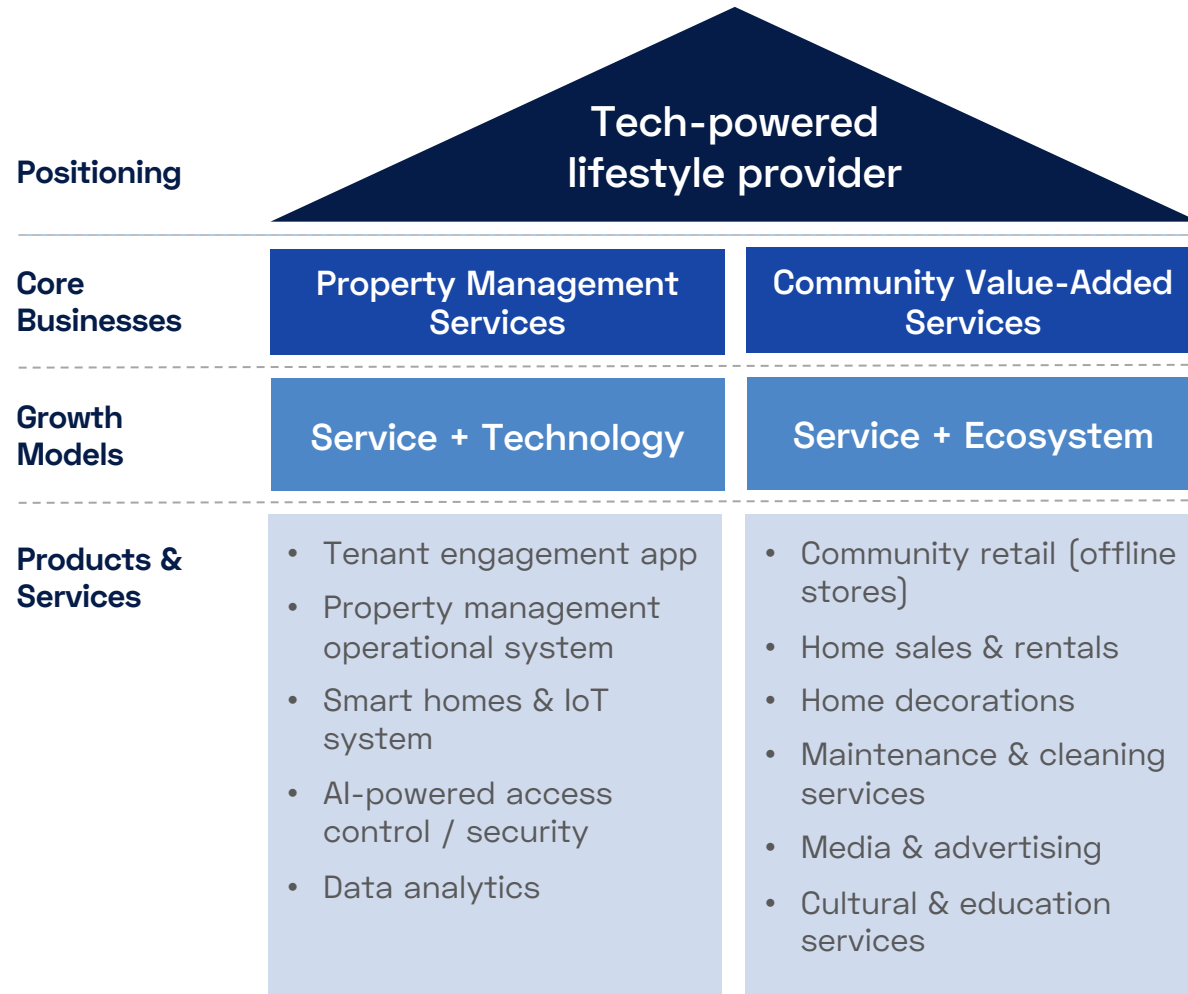 Tech-powered
lifestyle provider
Positioning
Core
Businesses
Property Management
Services
Community Value-Added
Services
Growth
Models
Service + Technology
Service + Ecosystem
Products &
Services
• Tenant engagement app
• Property management
operational system
• Smart homes & IoT
system
• AI-powered access
control / security
• Data analytics
• Community retail (offline
stores)
• Home sales & rentals
• Home decorations
• Maintenance & cleaning
services
• Media & advertising
• Cultural & education
services